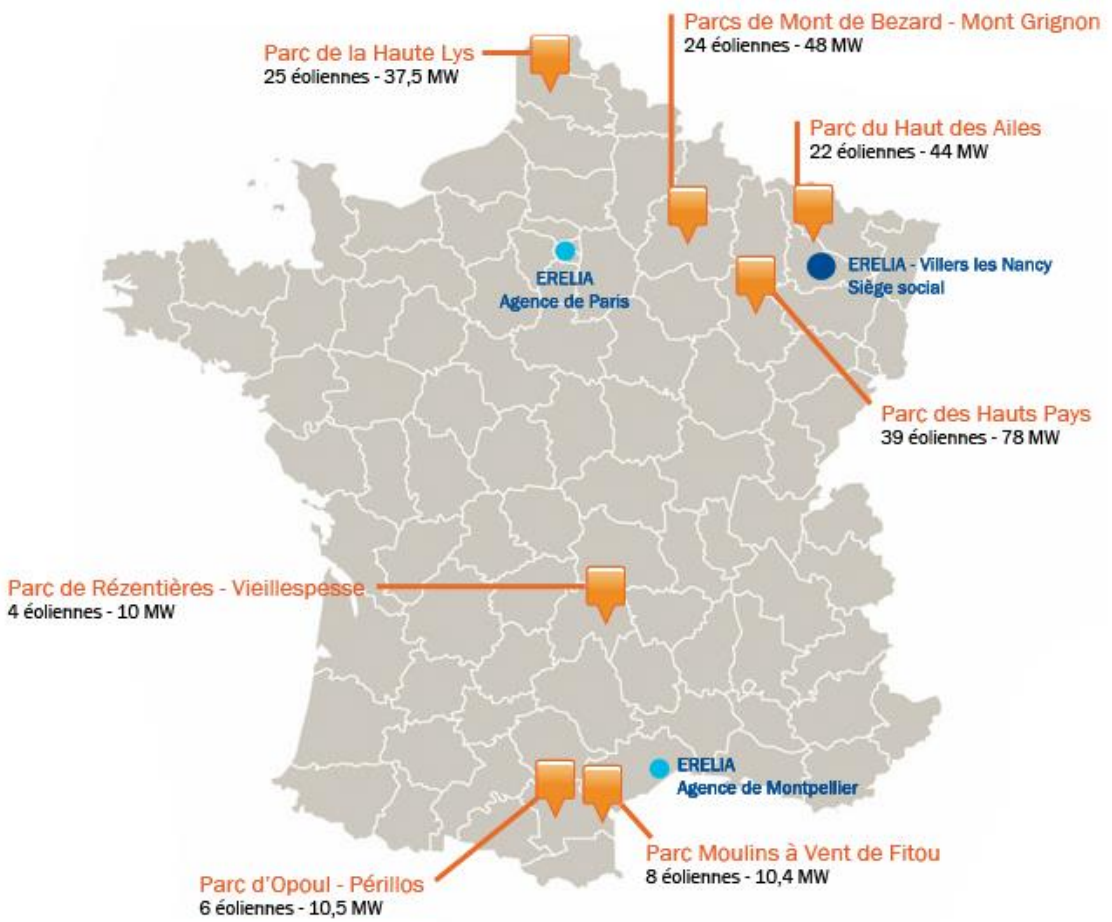 Parcs de Mont de Bezard - Mont Grignon
24 éoliennes - 48 MW
Parc de la Haute Lys
25 éoliennes - 37,5 MW
Parc du Haut des Ailes
22 éoliennes - 44 MW
ERELIA
Agence de Paris
ERELIA - Villers les Nancy
Siège social
Parc des Hauts Pays
39 éoliennes - 78 MW
Parc de Rézentières - Vieillespesse
4 éoliennes - 10 MW
ERELIA
Agence de Montpellier
Parc Moulins à Vent de Fitou
8 éoliennes - 10,4 MW
Parc d'Opoul - Périllos
6 éoliennes - 10,5 MW